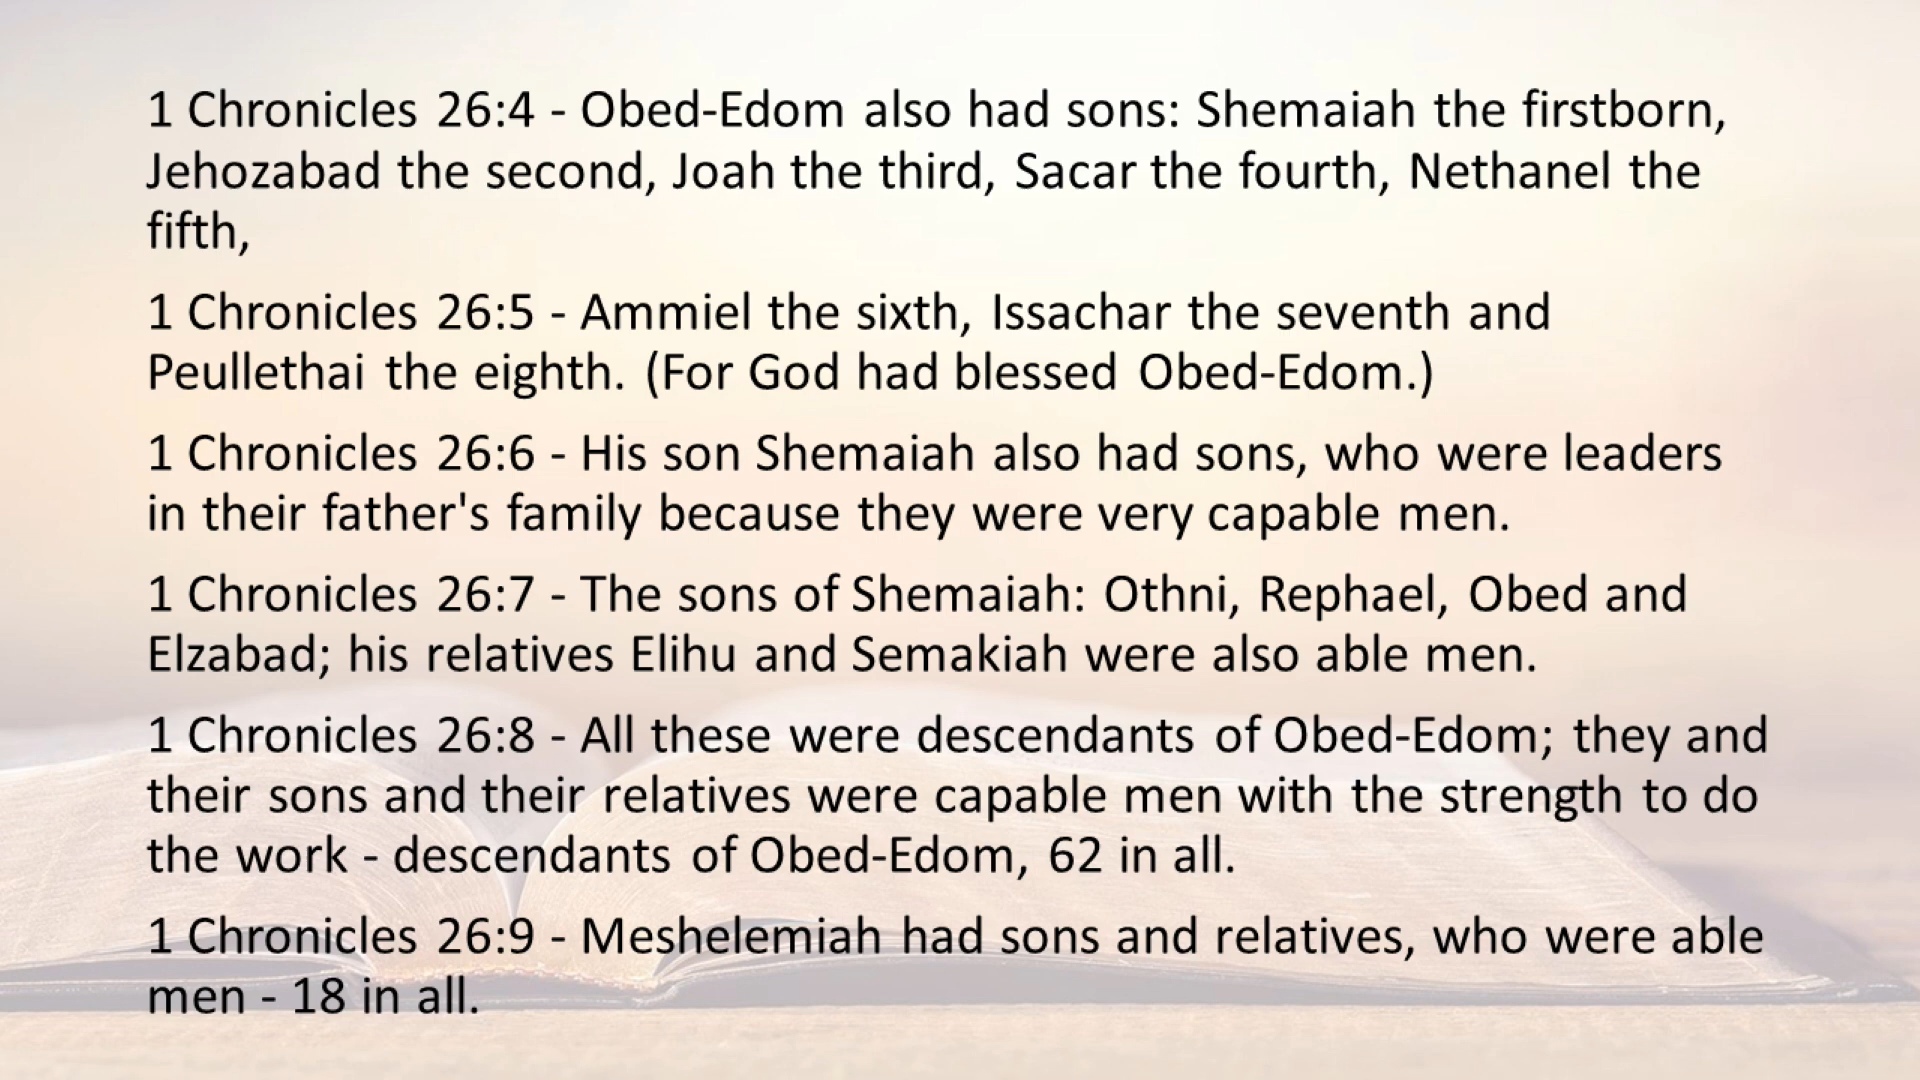 1 Chronicles 26:4 - Obed-Edom also had sons: Shemaiah the firstborn,
Jehozabad the second, Joah the third, Sacar the fourth, Nethanel the
fifth,
1 Chronicles 26:5 - Ammiel the sixth, Issachar the seventh and
Peullethai the eighth. (For God had blessed Obed-Edom.)
1 Chronicles 26:6 - His son Shemaiah also had sons, who were leaders
in their father's family because they were very capable men.
1 Chronicles 26:7 - The sons of Shemaiah: Othni, Rephael, Obed and
Elzabad; his relatives Elihu and Semakiah were also able men.
1 Chronicles 26:8 - All these were descendants of Obed-Edom; they and
their sons and their relatives were capable men with the strength to do
the work - descendants of Obed-Edom, 62 in all.
1 Chronicles 26:9 - Meshelemiah had sons and relatives, who were able
men - 18 in all.